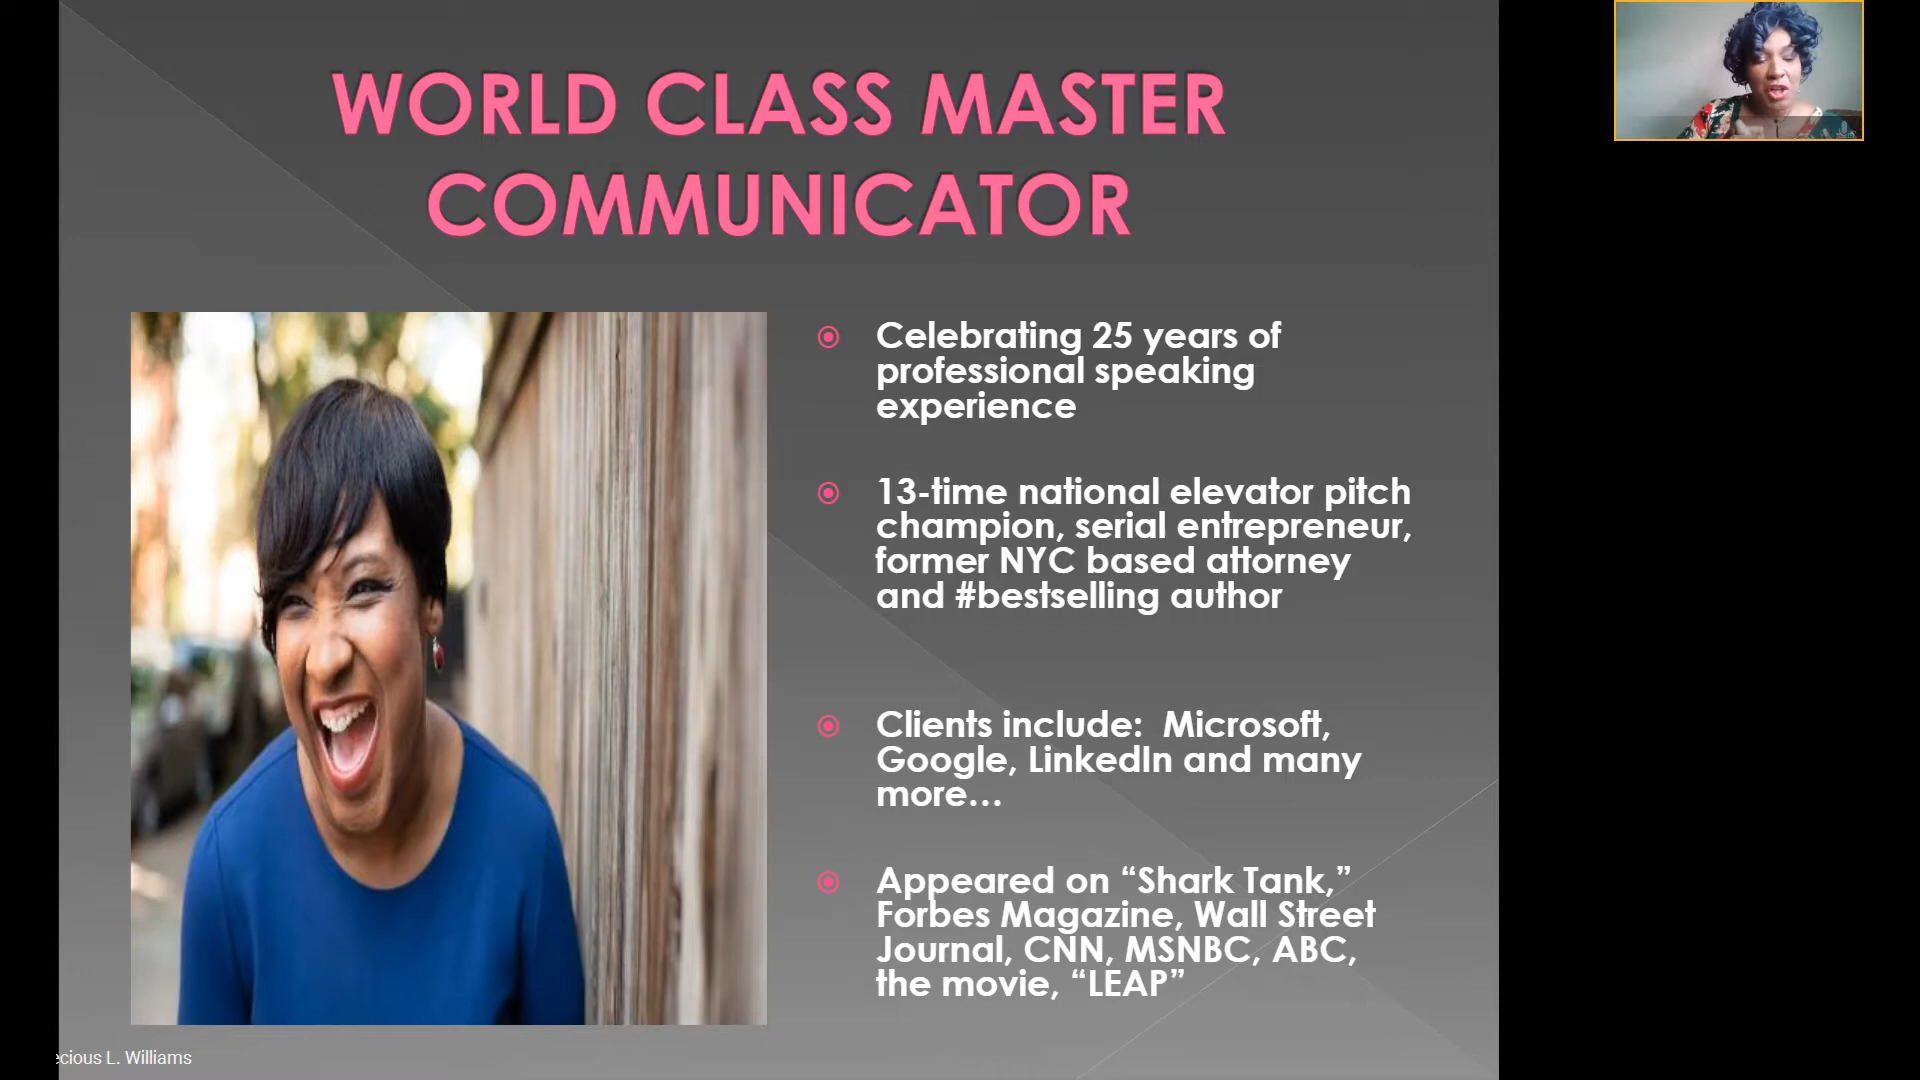 WORLD CLASS MASTER
COMMUNICATOR
Celebrating 25 years of
professional speaking
experience
13-time national elevator pitch
champion, serial entrepreneur,
former NYC based attorney
and #bestselling author
Clients include: Microsoft,
Google, LinkedIn and many
more...
Appeared on “Shark Tank,”
Forbes Magazine, Wall Street
Journal, CNN, MSNBC, ABC,
the movie, “LEAP”
L. Williams